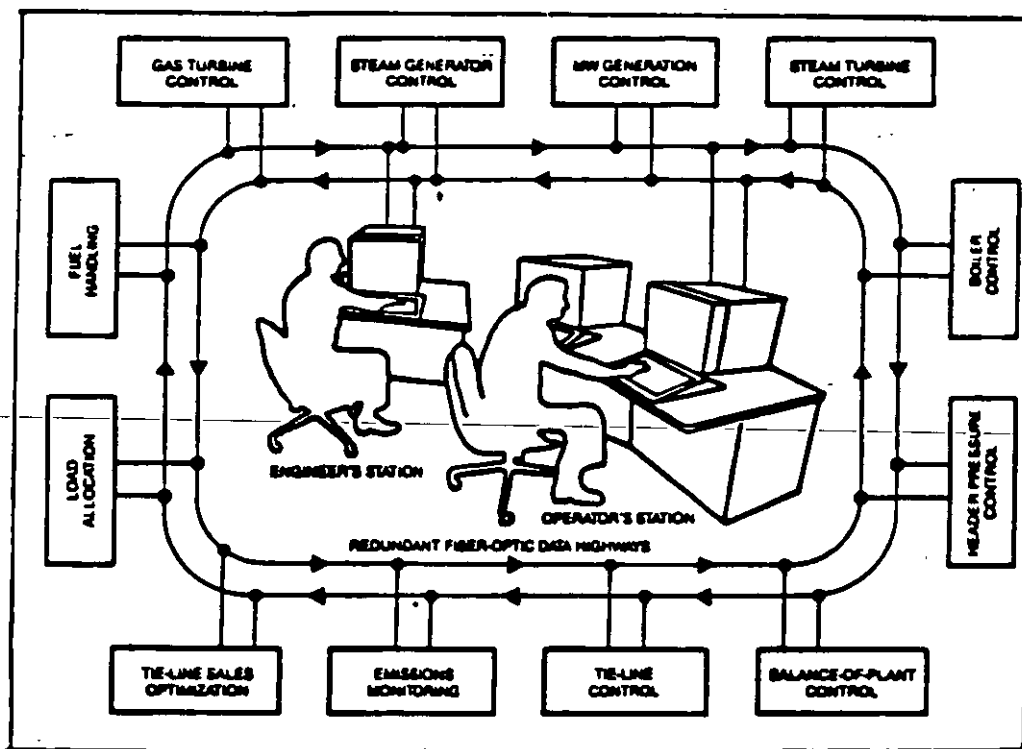 GAS TURBINE
CONTROL
STEAM GENERATOR
CONTROL
MW GENERATION
CONTROL
STEAM TURBINE
CONTROL
FUEL
HANDLING
BOILER
CONTROL
LOAD
ALLOCATION
HEADER PRESSURE
CONTROL
ENGINEER'S STATION
OPERATOR'S STATION
REDUNDANT FIBER-OPTIC DATA HIGHWAYS
TIE-LINE SALES
OPTIMIZATION
EMISSIONS
MONITORING
TIE-LINE
CONTROL
BALANCE-OF-PLANT
CONTROL